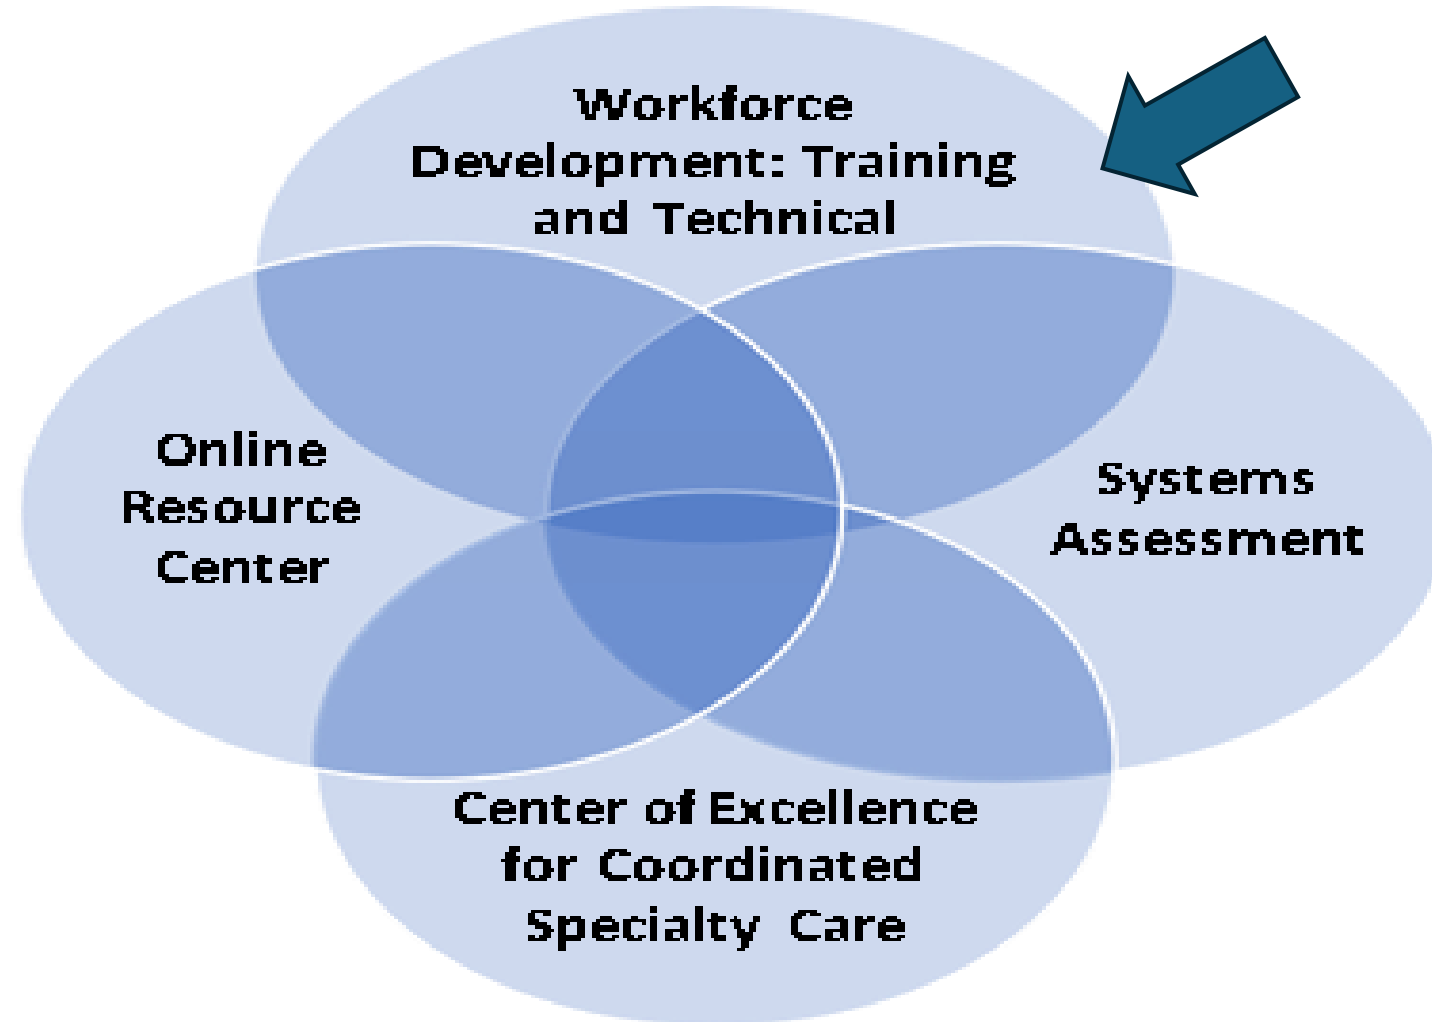 Workforce
Development: Training
and Technical
Online
Resource
Center
Systems
Assessment
Center of Excellence
for Coordinated
Specialty Care